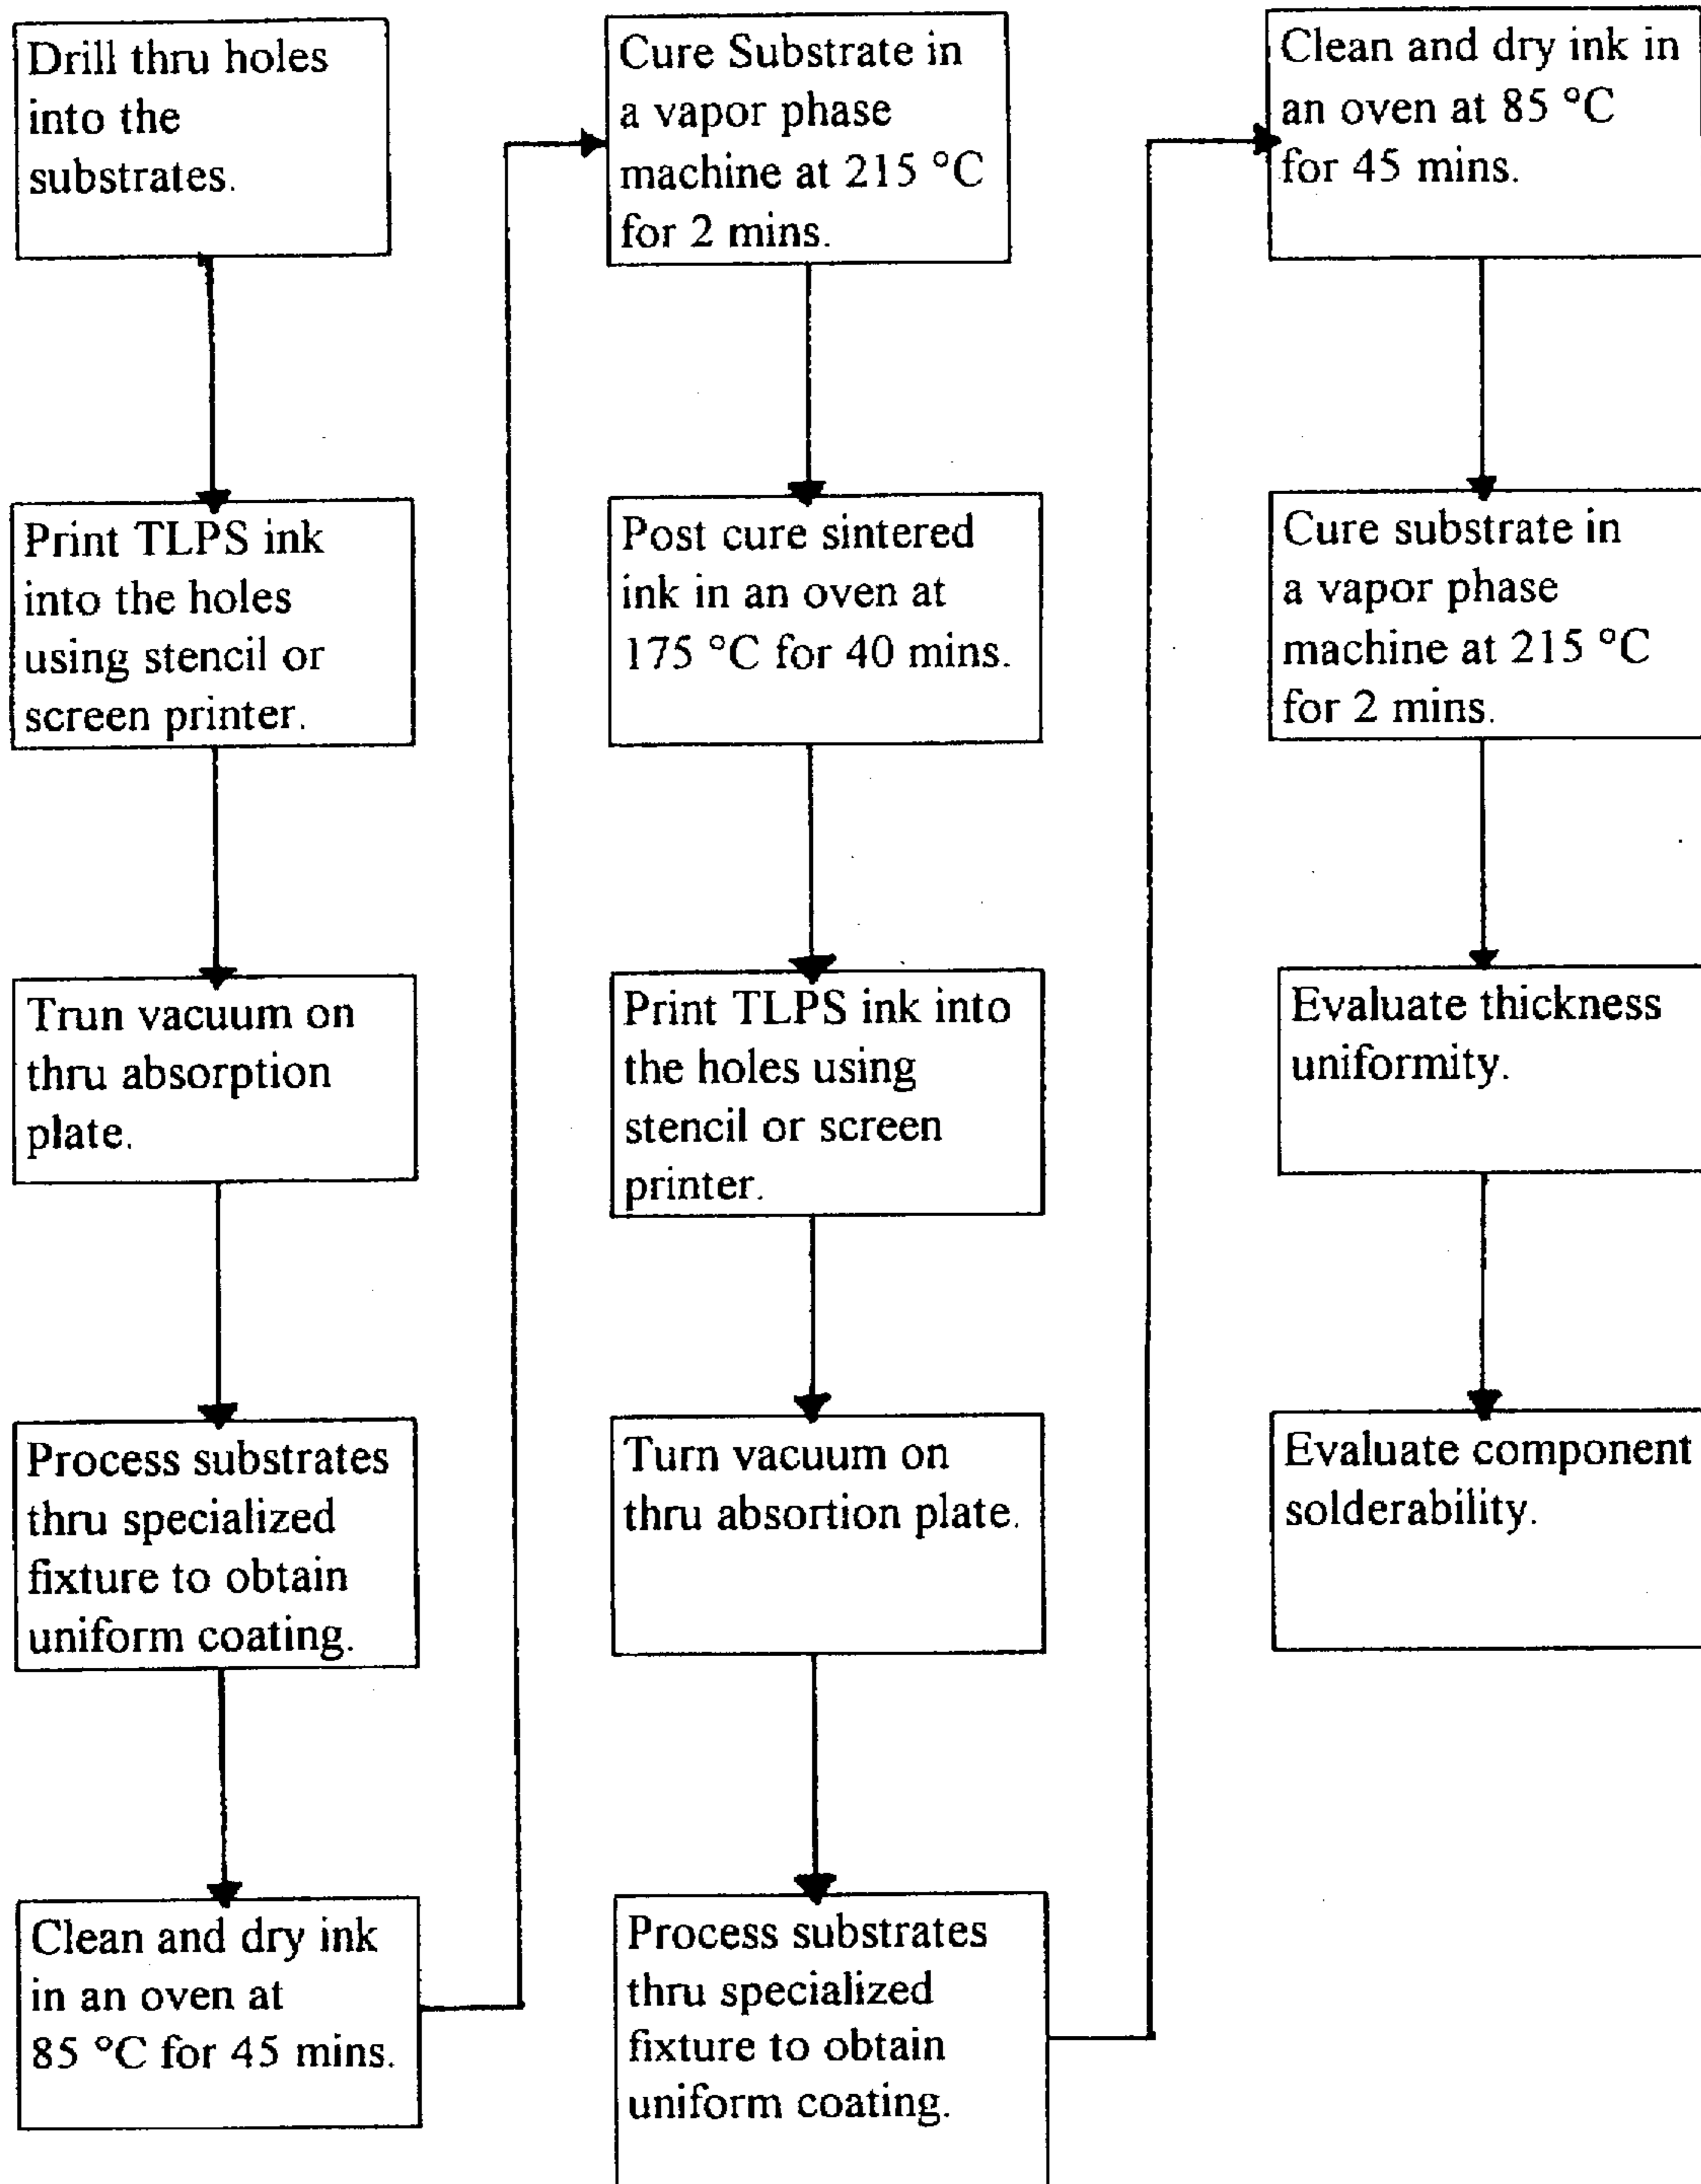 Drill thru holes
into the
substrates.
Print TLPS ink
into the holes
using stencil or
screen printer.
Trun vacuum on
thru absorption
plate.
Process substrates
thru specialized
fixture to obtain
uniform coating.
Clean and dry ink
in an oven at
85 °C for 45 mins.
Cure Substrate in
a vapor phase
machine at 215 °C
for 2 mins.
Post cure sintered
ink in an oven at
175 °C for 40 mins.
Print TLPS ink into
the holes using
stencil or screen
printer.
Turn vacuum on
thru absortion plate.
Process substrates
thru specialized
fixture to obtain
uniform coating.
Clean and dry ink in
an oven at 85 °C
for 45 mins.
Cure substrate in
a vapor phase
machine at 215 °C
for 2 mins.
Evaluate thickness
uniformity.
Evaluate component
solderability.